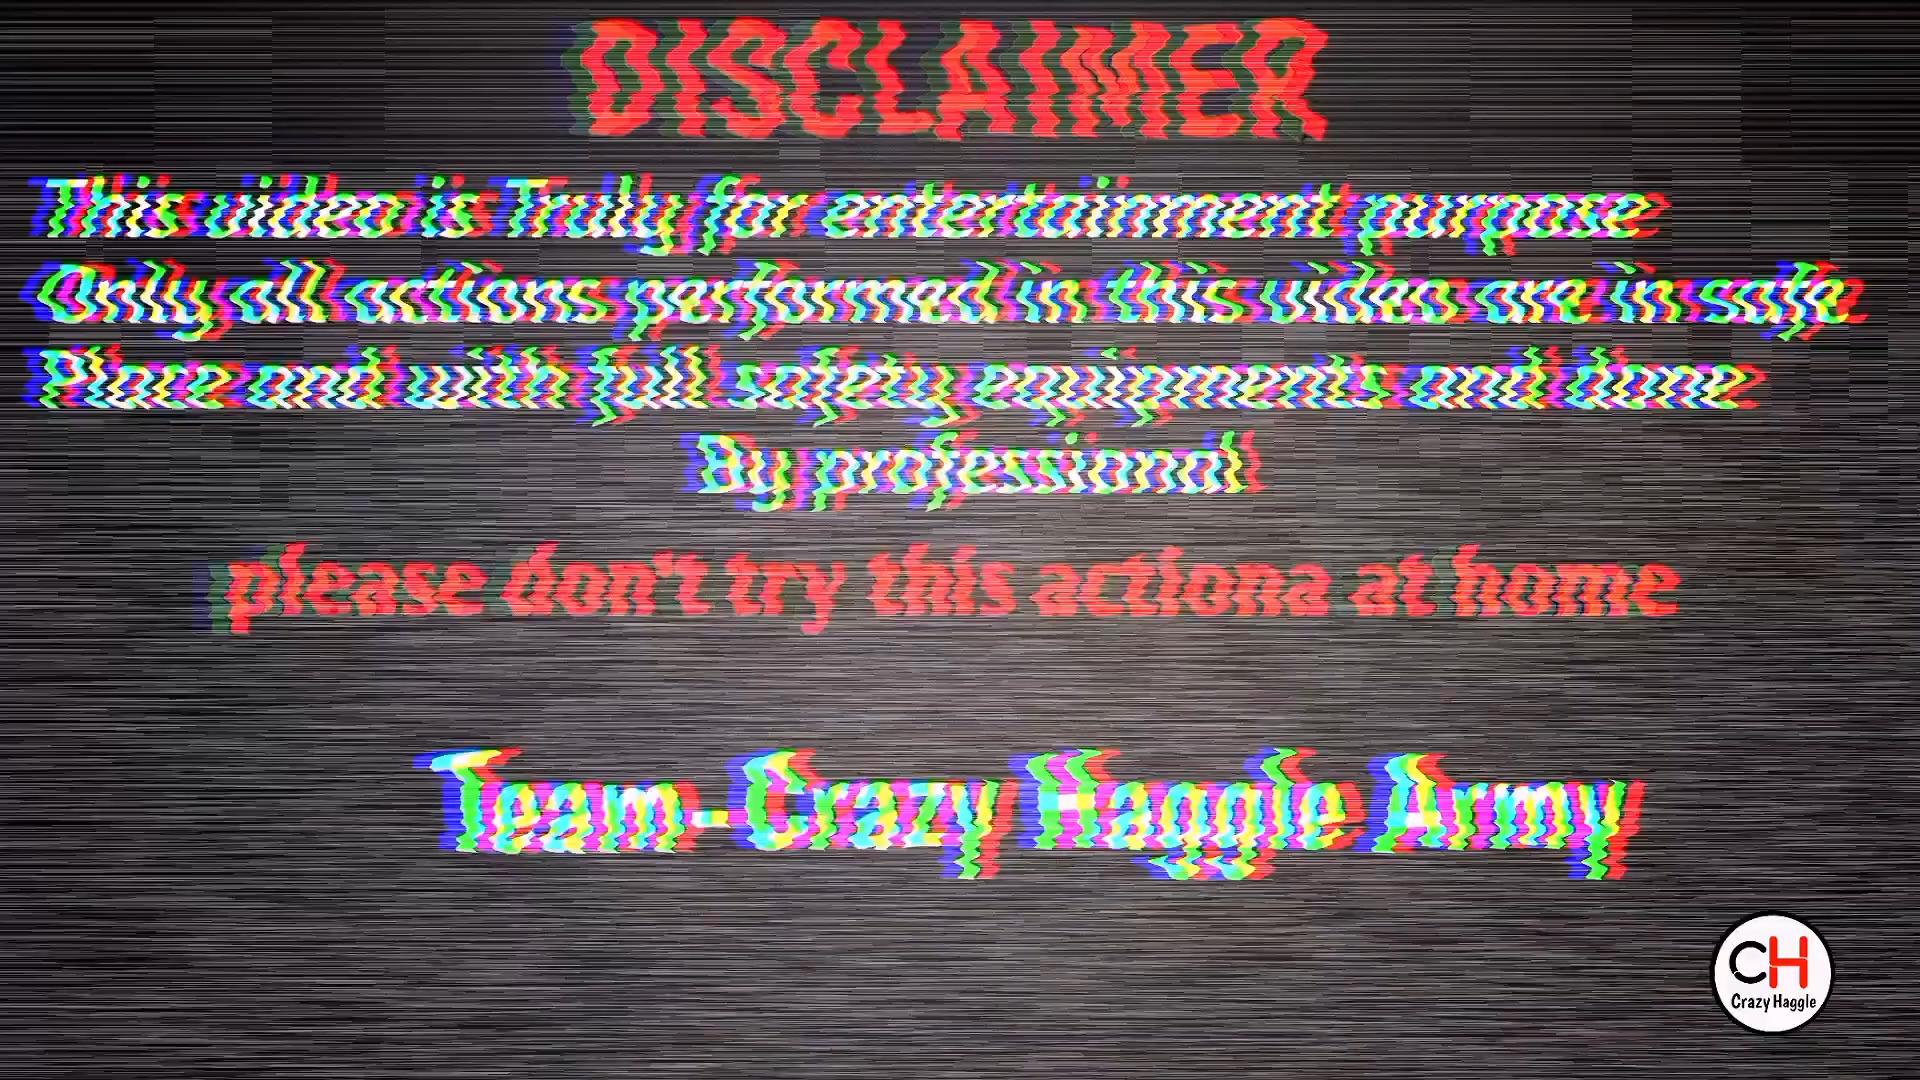 DISCLAIMER
This video is Truly for entertainment purpose
Only all actions performed in this video are in safe
Place and with full safety equipments and done
By professional
please don't try this actiona at home
Team-Crazy Haggle Army
CH
Crazy Haggle